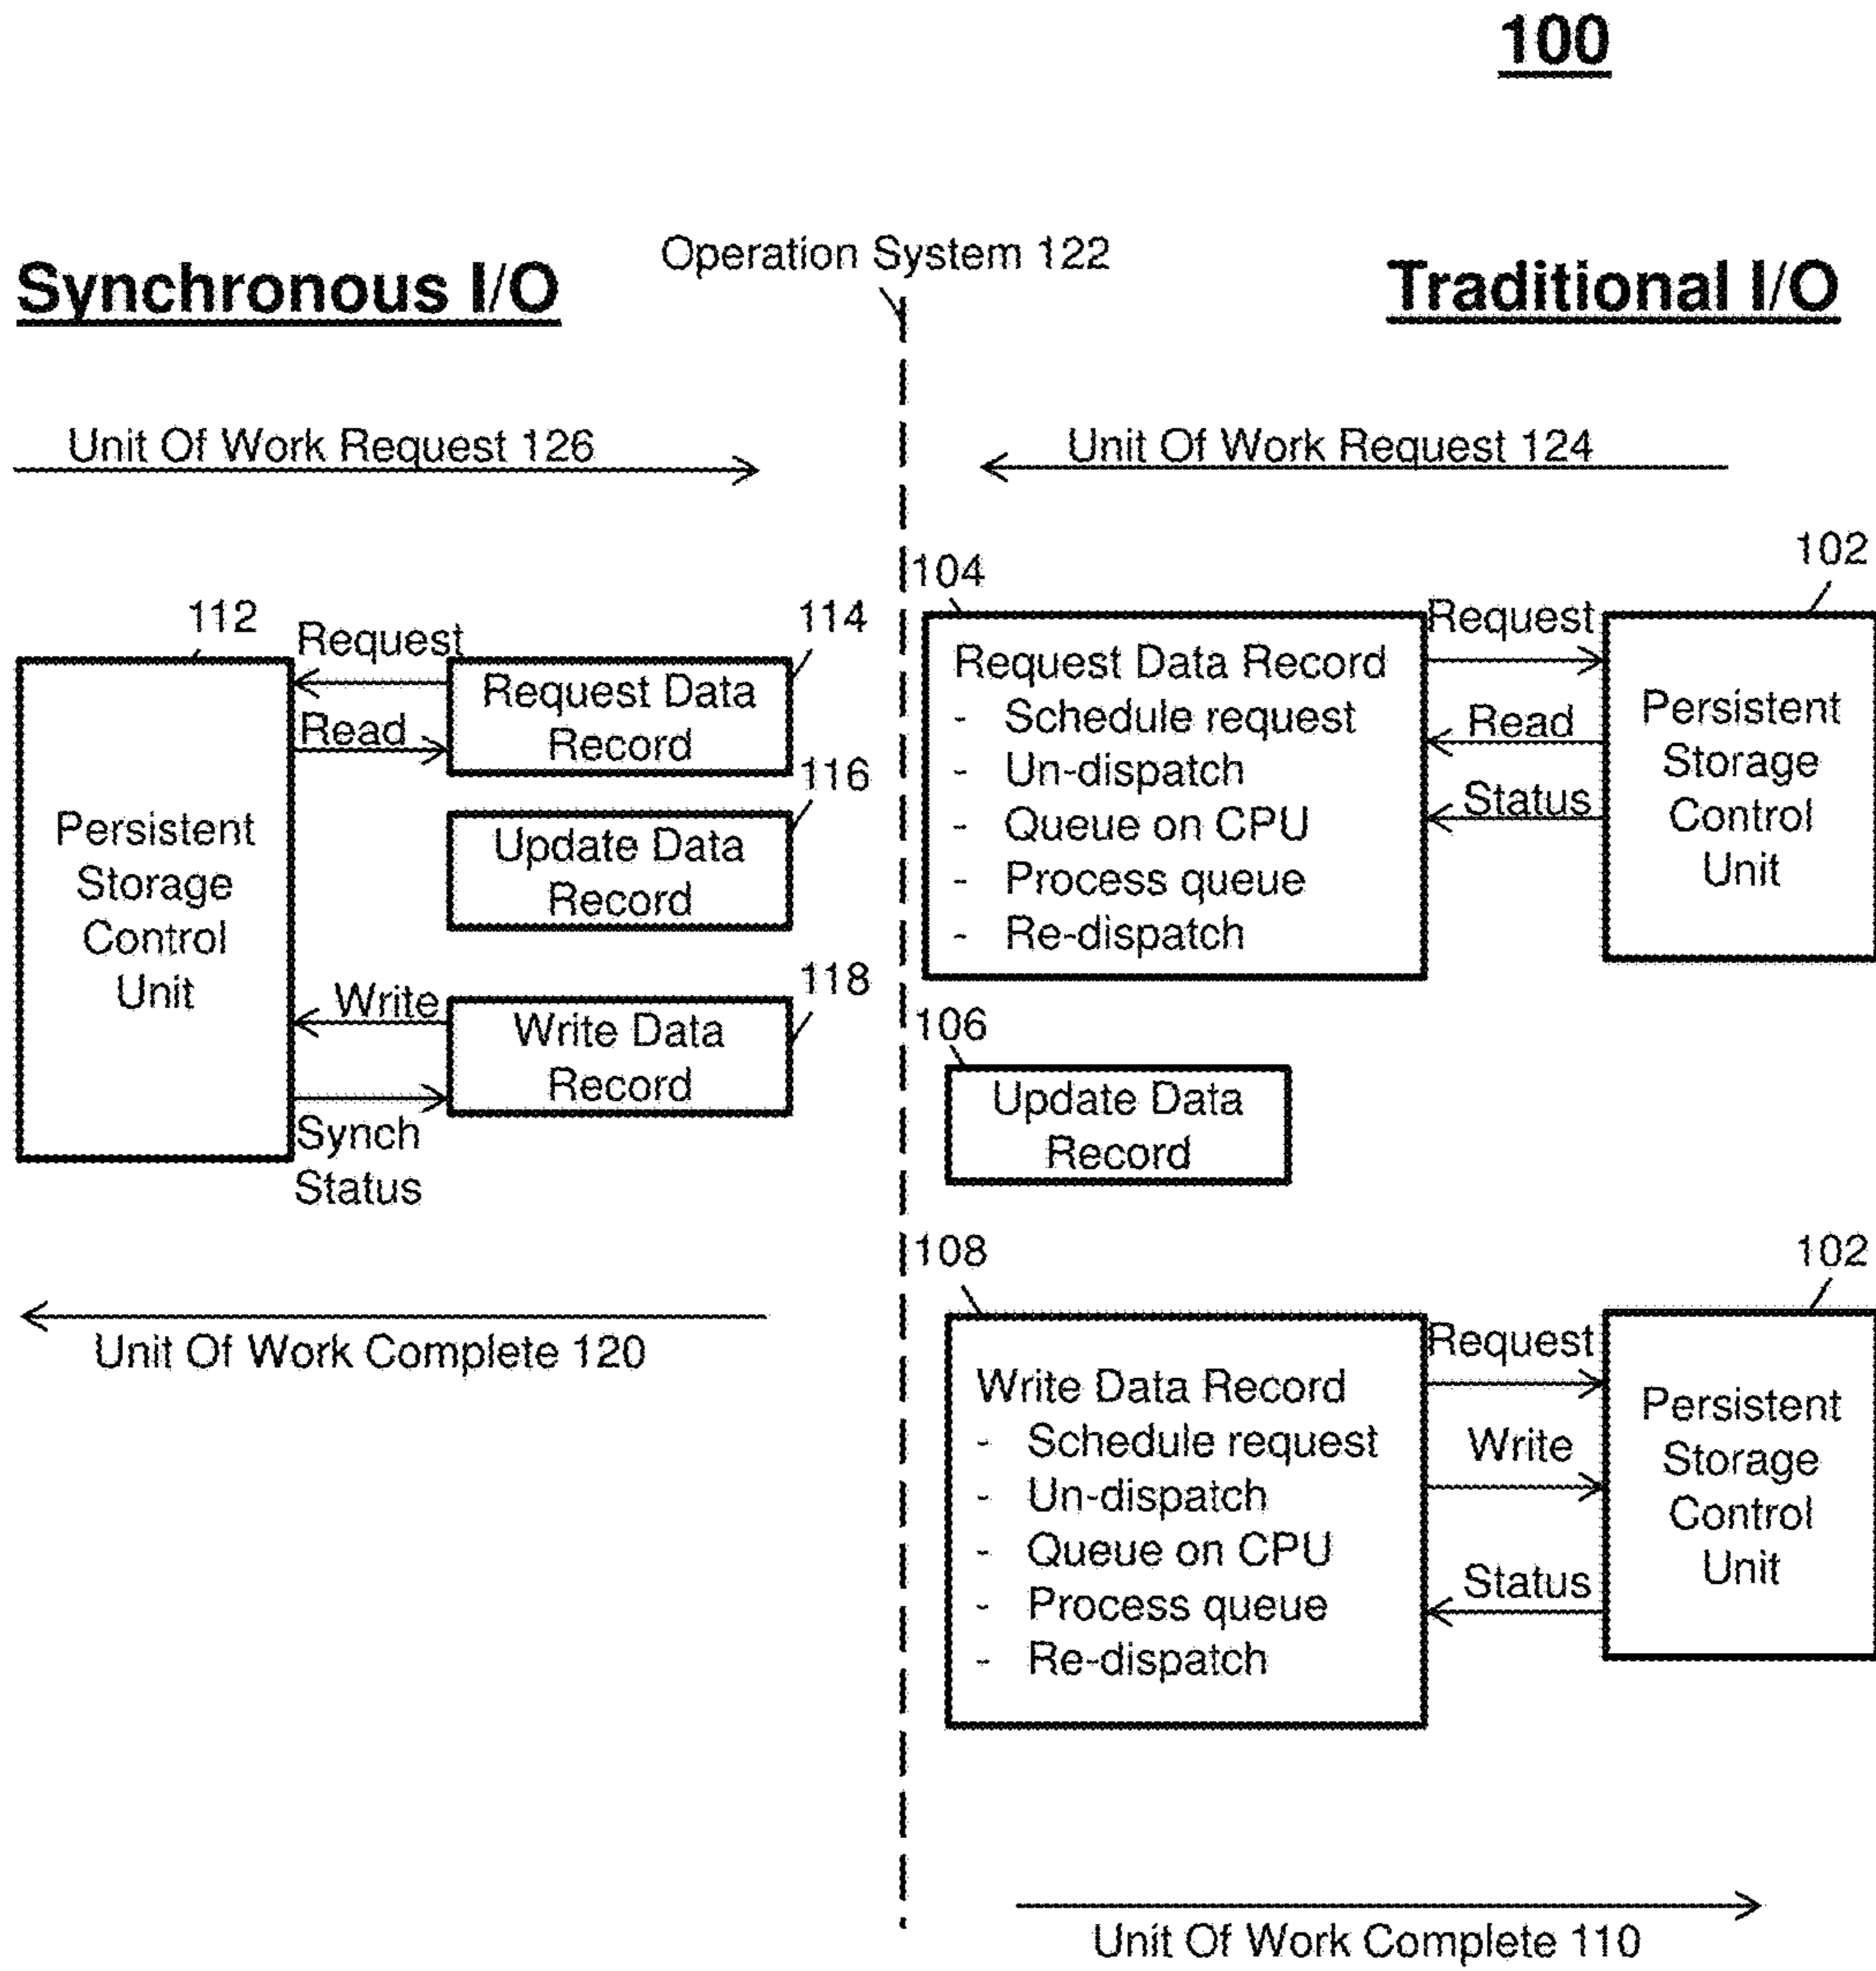 100
Operation System 122
Synchronous I/O
Traditional I/O
Unit Of Work Request 126
Unit Of Work Request 124
112
Request
Read
114
Request Data
Record
116
Update Data
Record
Persistent
Storage
Control
Unit
118
Write
Write Data
Record
Synch
Status
Unit Of Work Complete 120
104
Request Data Record
- Schedule request
- Un-dispatch
- Queue on CPU
- Process queue
- Re-dispatch
Request
Read
Status
102
Persistent
Storage
Control
Unit
106
Update Data
Record
108
Write Data Record
- Schedule request
- Un-dispatch
- Queue on CPU
- Process queue
- Re-dispatch
Request
Write
Status
102
Persistent
Storage
Control
Unit
Unit Of Work Complete 110